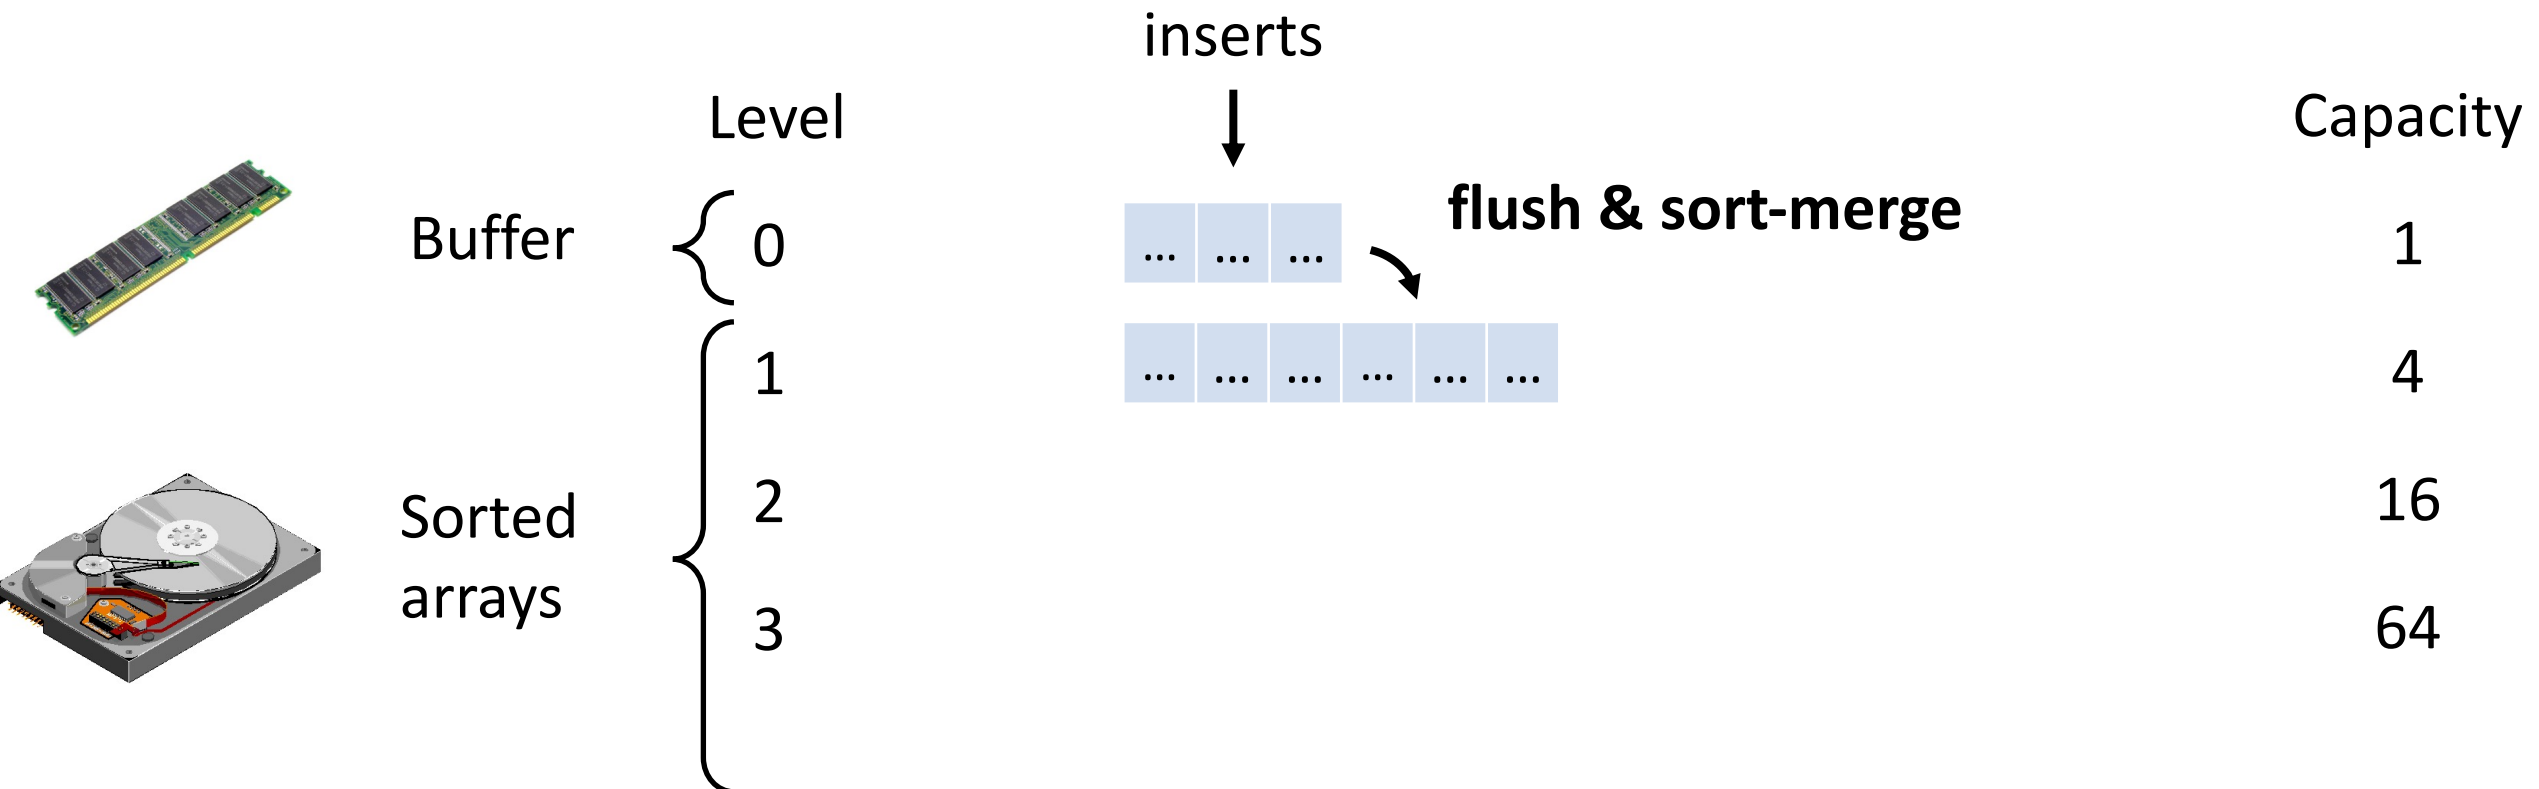 inserts
Level
Capacity
Buffer
0
... ... ...
flush & sort-merge
1
1
... ... ... ... ... ...
4
Sorted
arrays
2
16
3
64